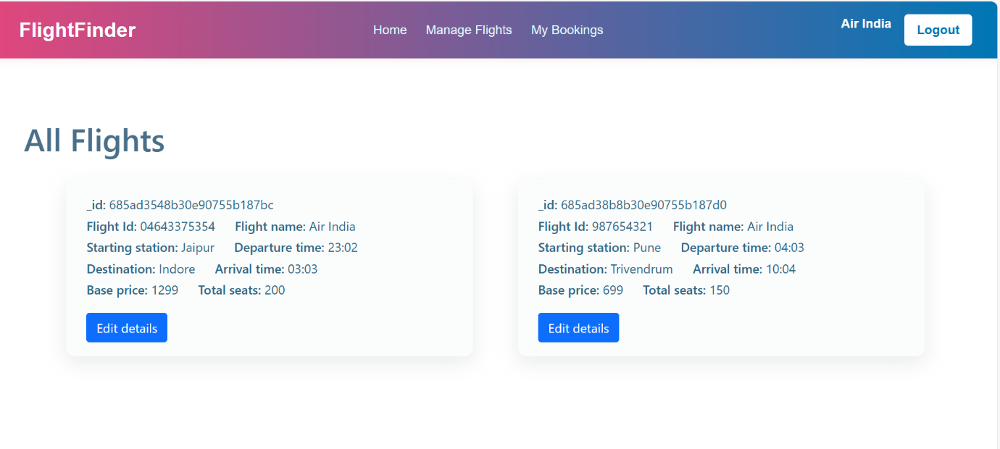 FlightFinder
Home Manage Flights My Bookings
Air India
Logout
All Flights
_id: 685ad3548b30e90755b187bc
Flight Id: 04643375354 Flight name: Air India
Starting station: Jaipur Departure time: 23:02
Destination: Indore Arrival time: 03:03
Base price: 1299 Total seats: 200
Edit details
_id: 685ad38b8b30e90755b187d0
Flight Id: 987654321 Flight name: Air India
Starting station: Pune Departure time: 04:03
Destination: Trivendrum Arrival time: 10:04
Base price: 699 Total seats: 150
Edit details